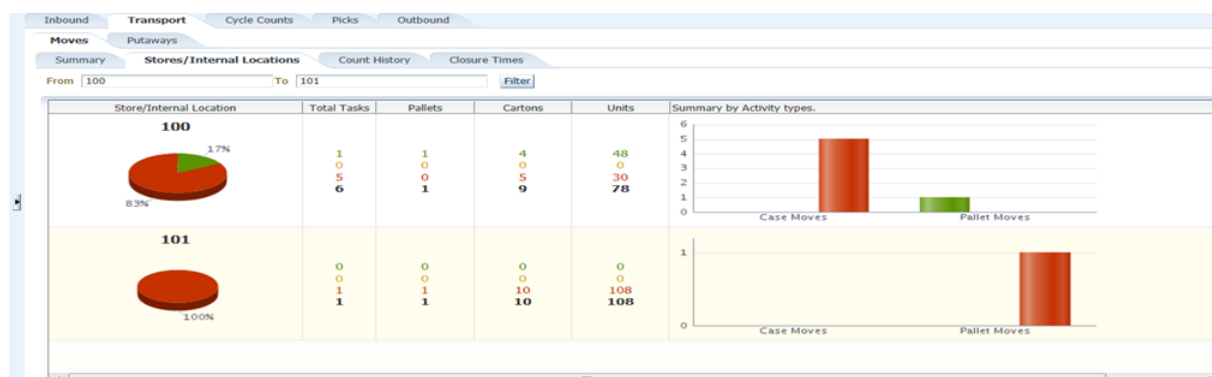 Inbound Transport Cycle Counts Picks Outbound
Moves Putaways
Summary Stores/Internal Locations Count History Closure Times
From 100 To 101 Filter
Store/Internal Location Total Tasks Pallets Cartons Units Summary by Activity types.
100
17%
83%
1 1 4 48
0 0 0 0
5 0 5 30
6 1 9 78
6
5
4
3
2
1
0
Case Moves Pallet Moves
101
100%
0 0 0 0
0 0 0 0
1 1 10 108
1 1 10 108
1
0
Case Moves Pallet Moves